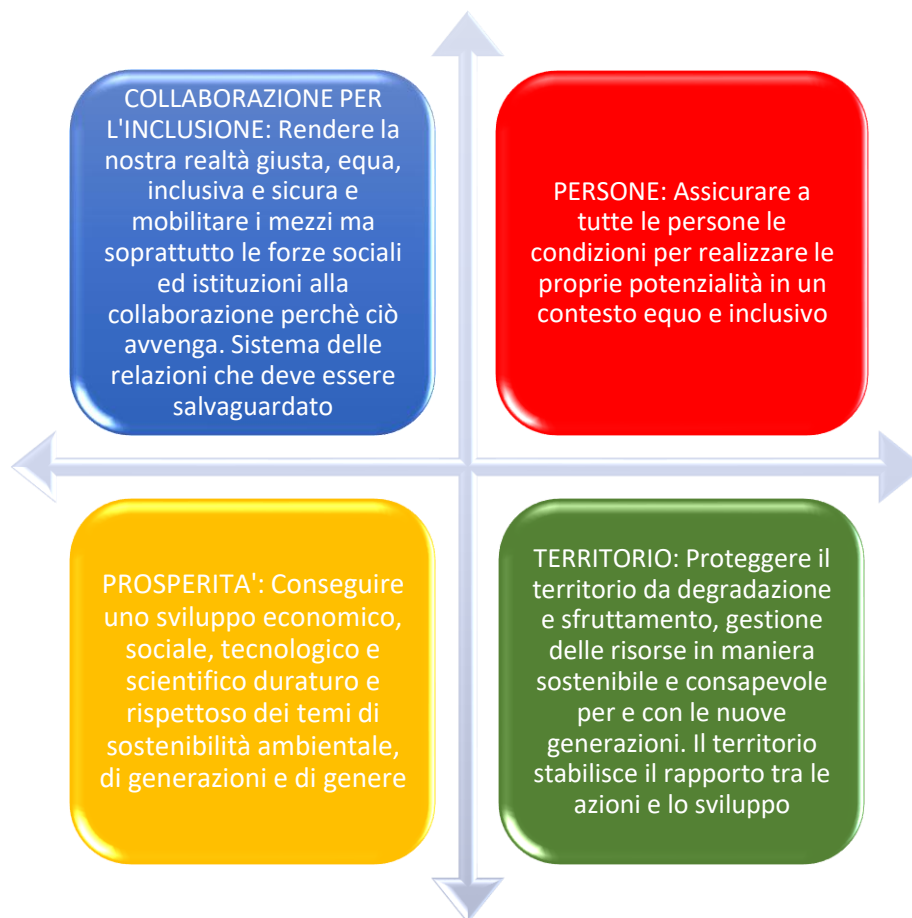 COLLABORAZIONE PER
L'INCLUSIONE: Rendere la
nostra realtà giusta, equa,
inclusiva e sicura e
mobilitare i mezzi ma
soprattutto le forze sociali
ed istituzioni alla
collaborazione perchè ciò
avvenga. Sistema delle
relazioni che deve essere
salvaguardato
PERSONE: Assicurare a
tutte le persone le
condizioni per realizzare le
proprie potenzialità in un
contesto equo e inclusivo
PROSPERITA': Conseguire
uno sviluppo economico,
sociale, tecnologico e
scientifico duraturo e
rispettoso dei temi di
sostenibilità ambientale,
di generazioni e di genere
TERRITORIO: Proteggere il
territorio da degradazione
e sfruttamento, gestione
delle risorse in maniera
sostenibile e consapevole
per e con le nuove
generazioni. Il territorio
stabilisce il rapporto tra le
azioni e lo sviluppo